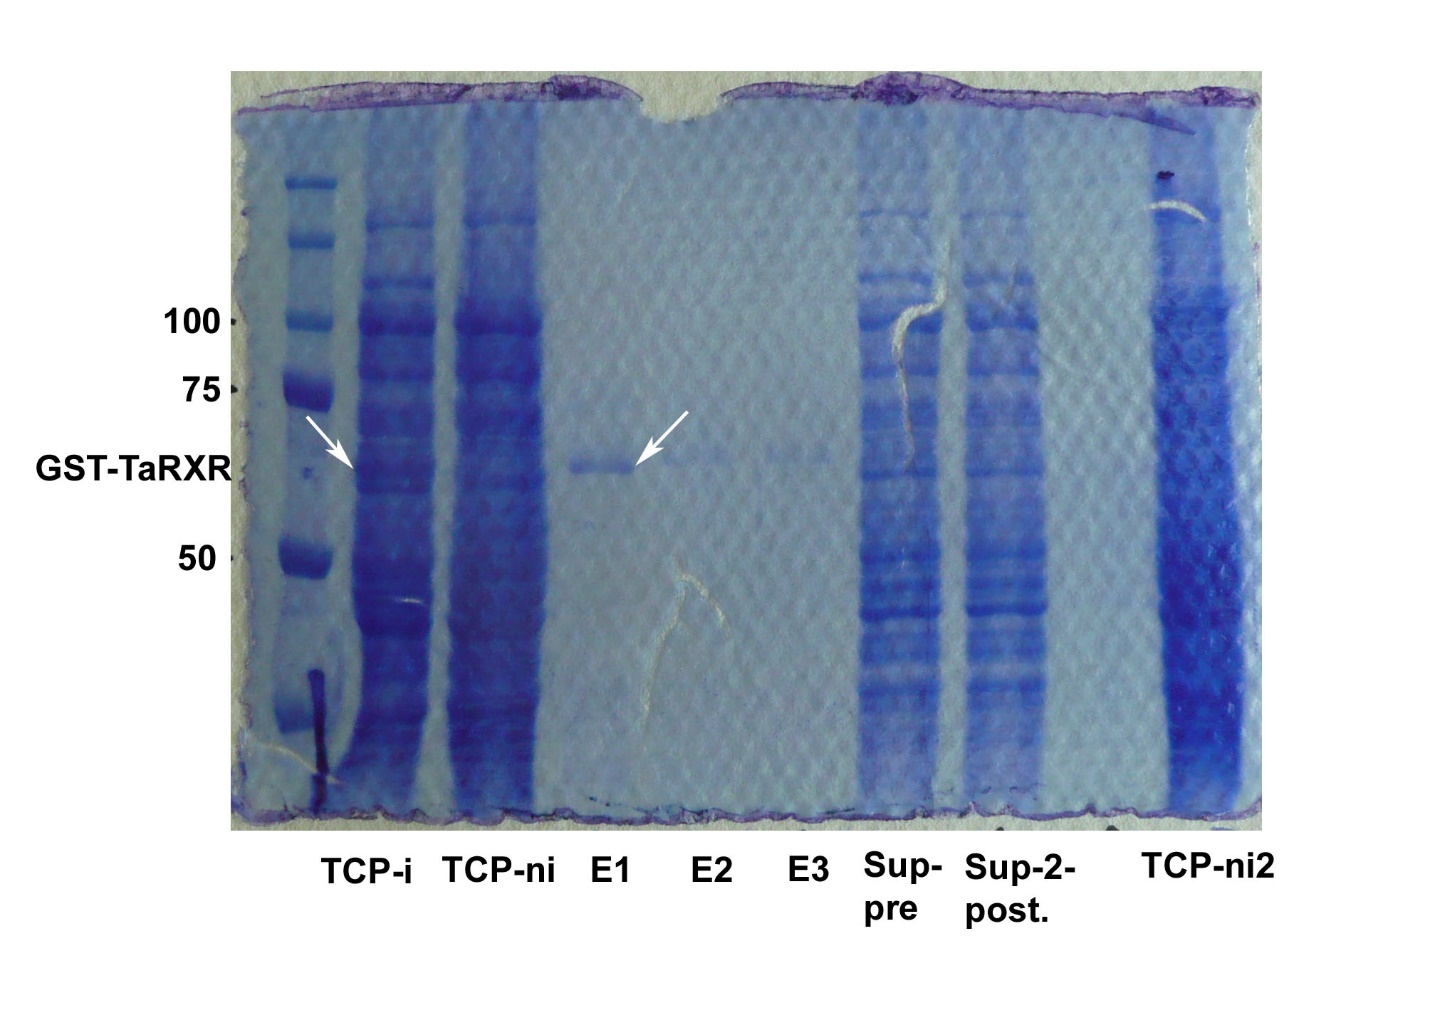 100
75
GST-TaRXR
50
TCP-i TCP-ni E1 E2 E3 Sup-pre Sup-2-post. TCP-ni2